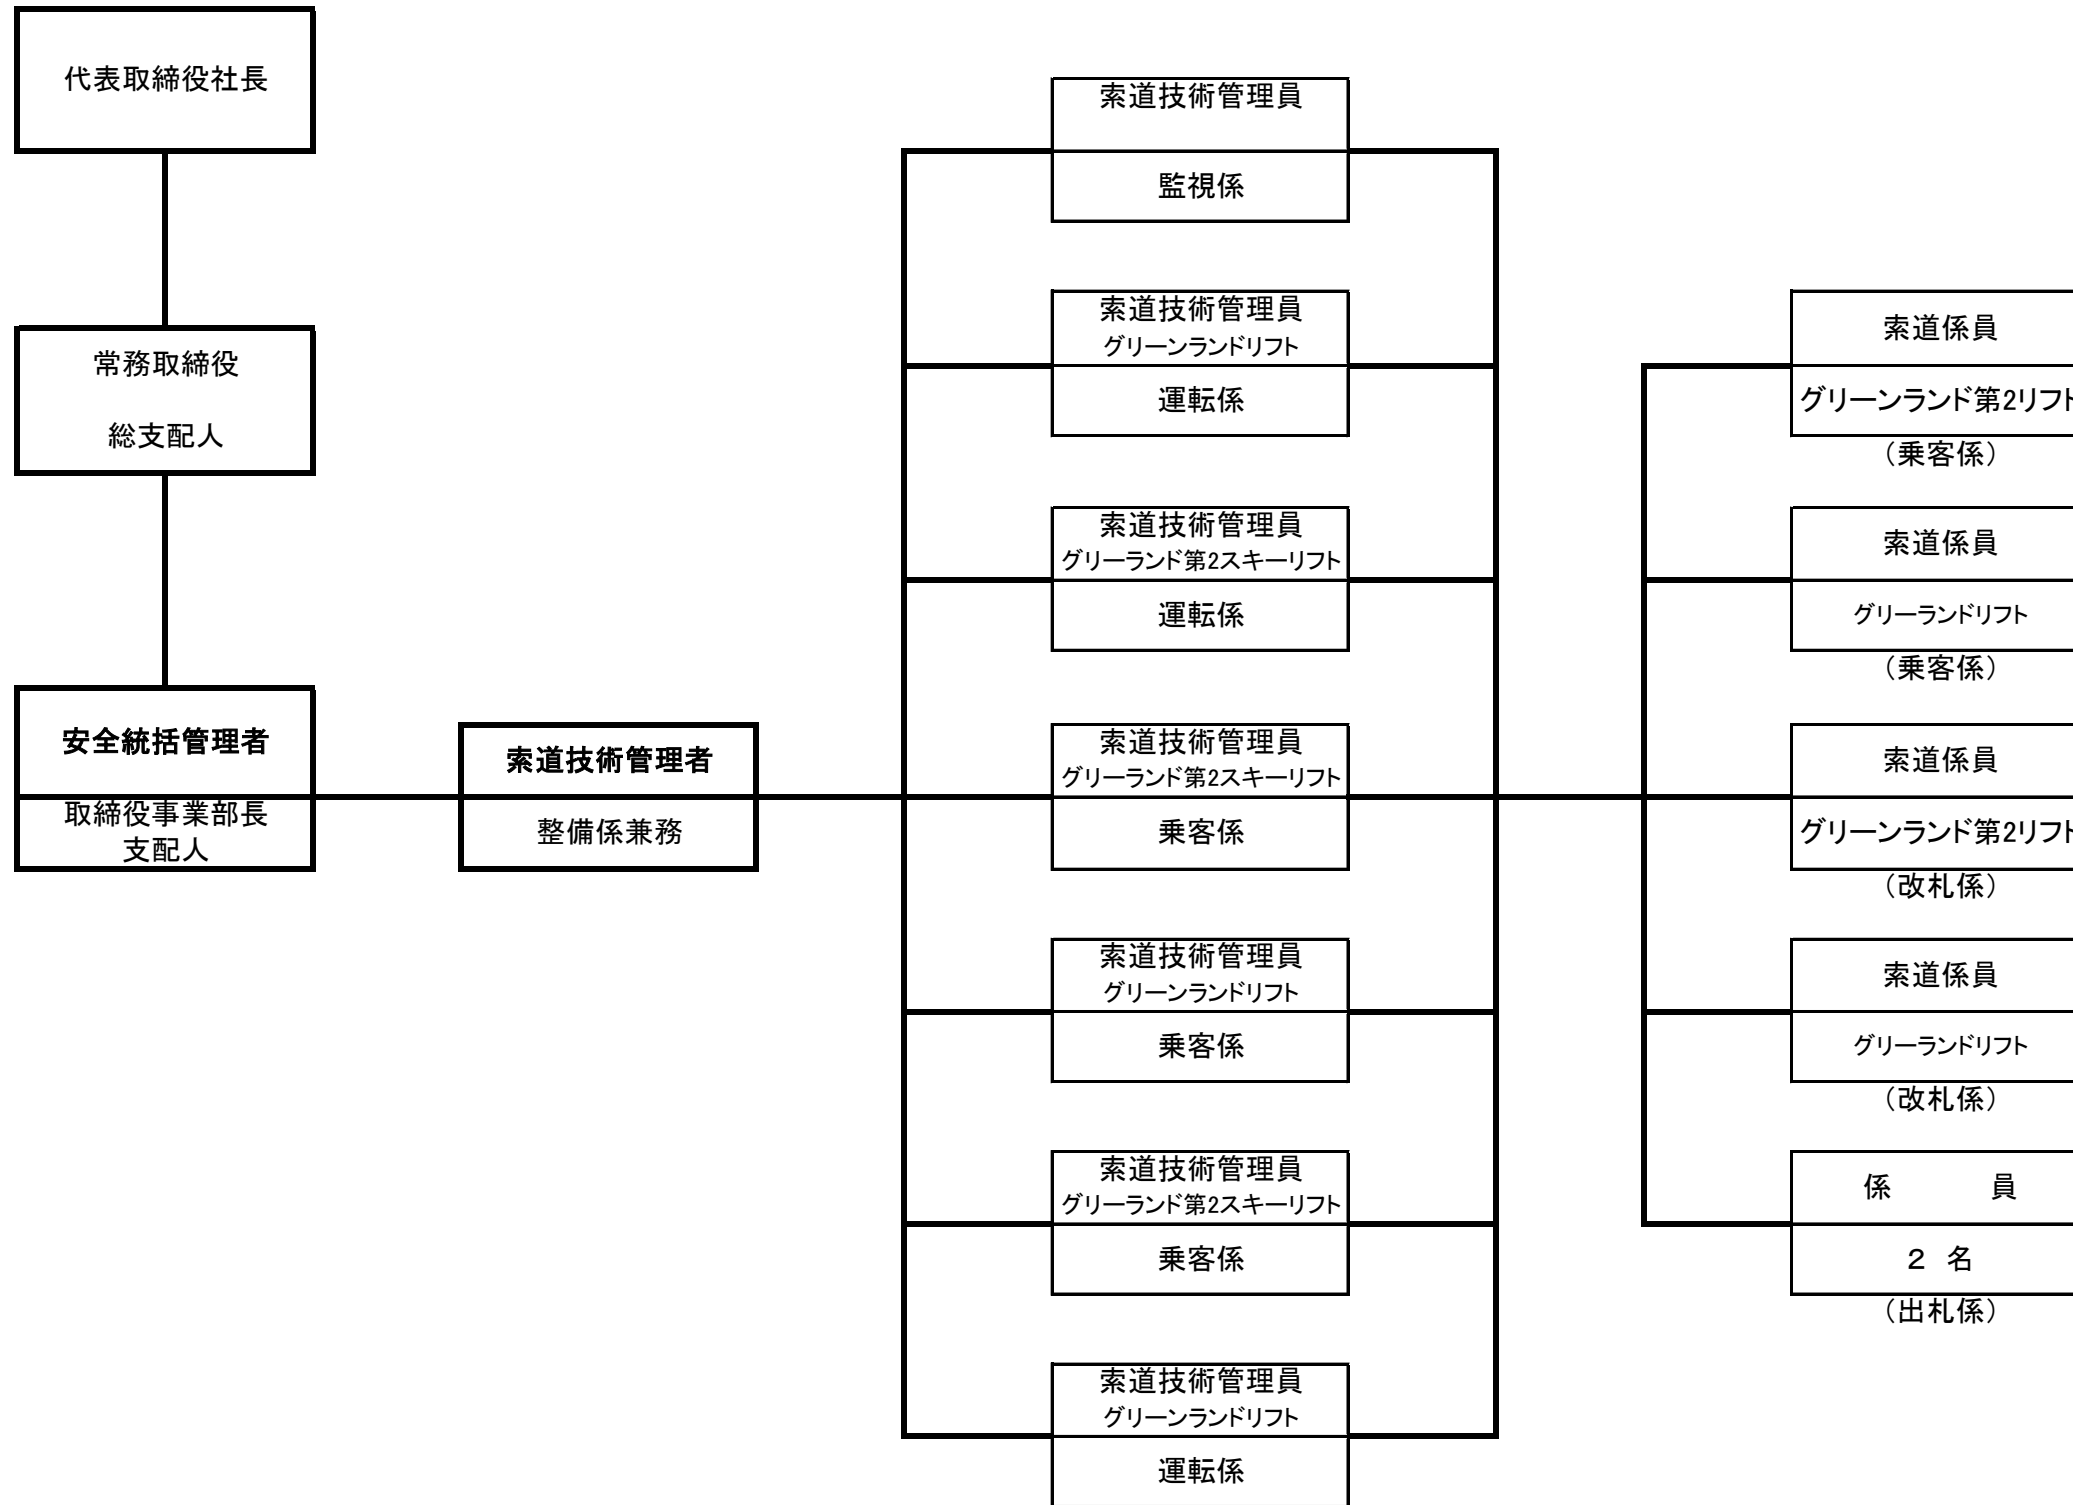 代表取締役社長
常務取締役
総支配人
安全統括管理者
取締役事業部長
支配人
索道技術管理者
整備係兼務
索道技術管理員
監視係
索道技術管理員
グリーンランドリフト
運転係
索道技術管理員
グリーランド第2スキーリフト
運転係
索道技術管理員
グリーランド第2スキーリフト
乗客係
索道技術管理員
グリーンランドリフト
乗客係
索道技術管理員
グリーランド第2スキーリフト
乗客係
索道技術管理員
グリーンランドリフト
運転係
索道係員
グリーンランド第2リフト
（乗客係）
索道係員
グリーランドリフト
（乗客係）
索道係員
グリーンランド第2リフト
（改札係）
索道係員
グリーランドリフト
（改札係）
係　　員
２ 名
（出札係）